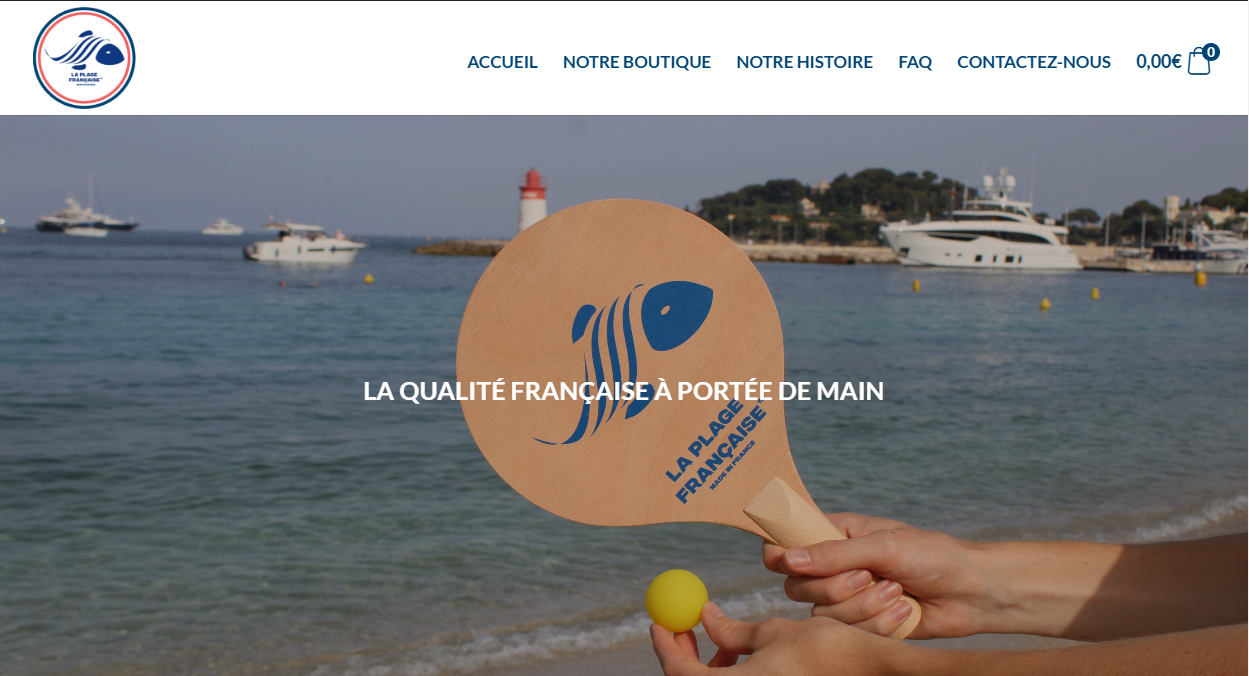 LA PLAGE
FRANÇAISE
ACCUEIL NOTRE BOUTIQUE NOTRE HISTOIRE FAQ CONTACTEZ-NOUS 0,00€ 0
LA QUALITÉ FRANÇAISE À PORTÉE DE MAIN
LA PLAGE
FRANÇAISE
MADE IN FRANCE